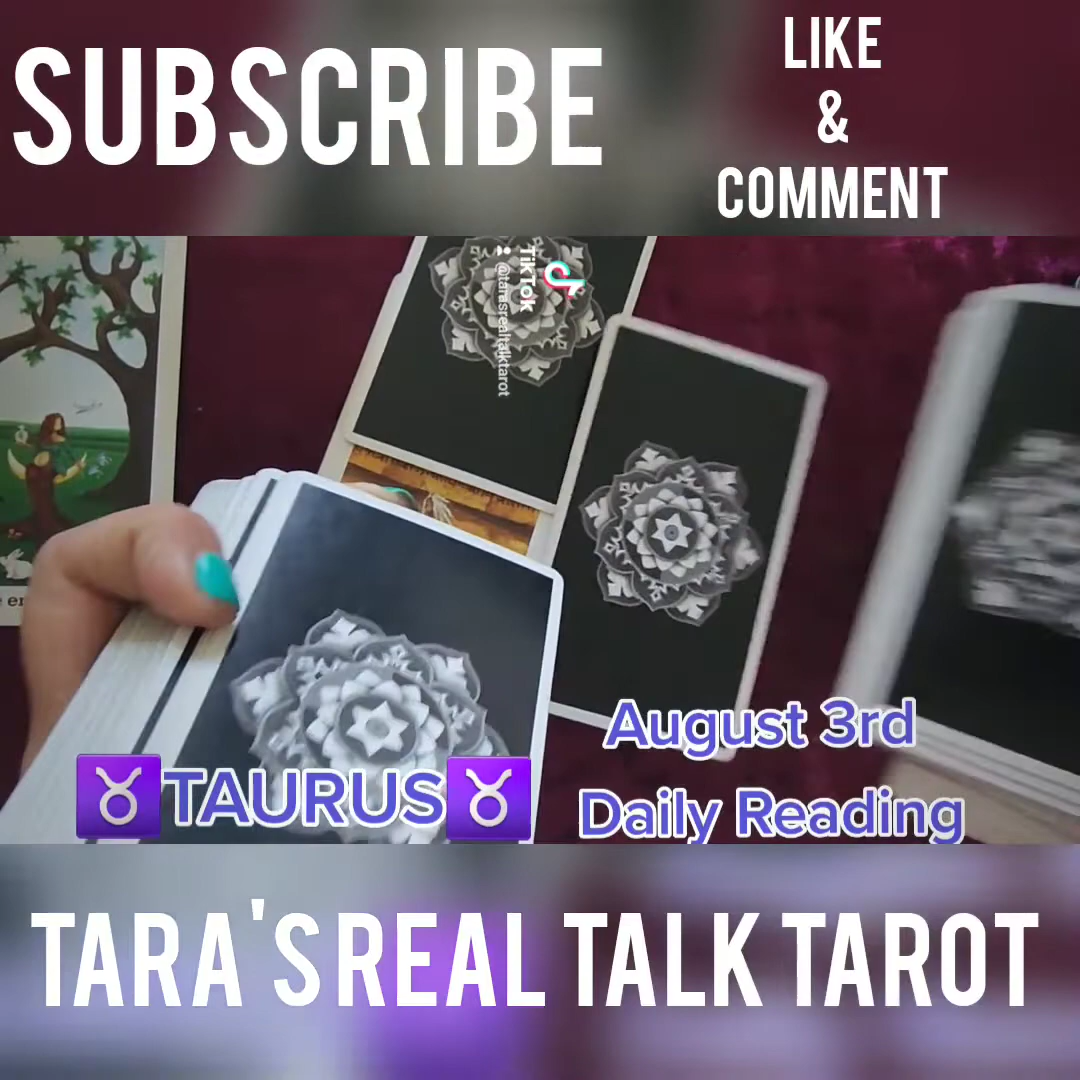 SUBSCRIBE
LIKE
&
COMMENT
TikTok
@tarasrealtalktarot
♉TAURUS♉
August 3rd
Daily Reading
TARA'S REAL TALK TAROT